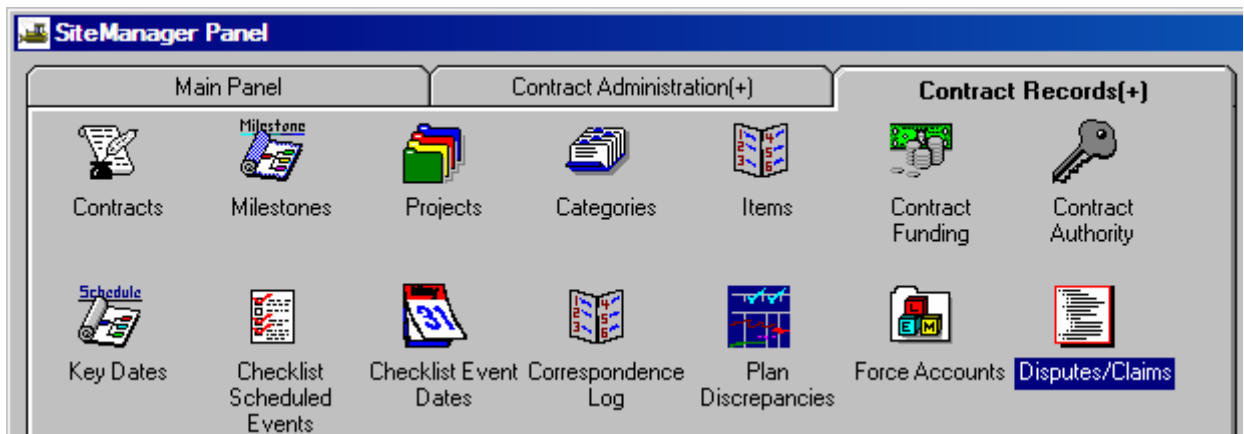 SiteManager Panel
Main Panel
Contract Administration(+)
Contract Records(+)
Milestone
Contracts
Milestones
Projects
Categories
Items
Contract
Funding
Contract
Authority
Schedule
31
L
E M
Key Dates
Checklist
Scheduled
Events
Checklist Event
Dates
Correspondence
Log
Plan
Discrepancies
Force Accounts
Disputes/Claims